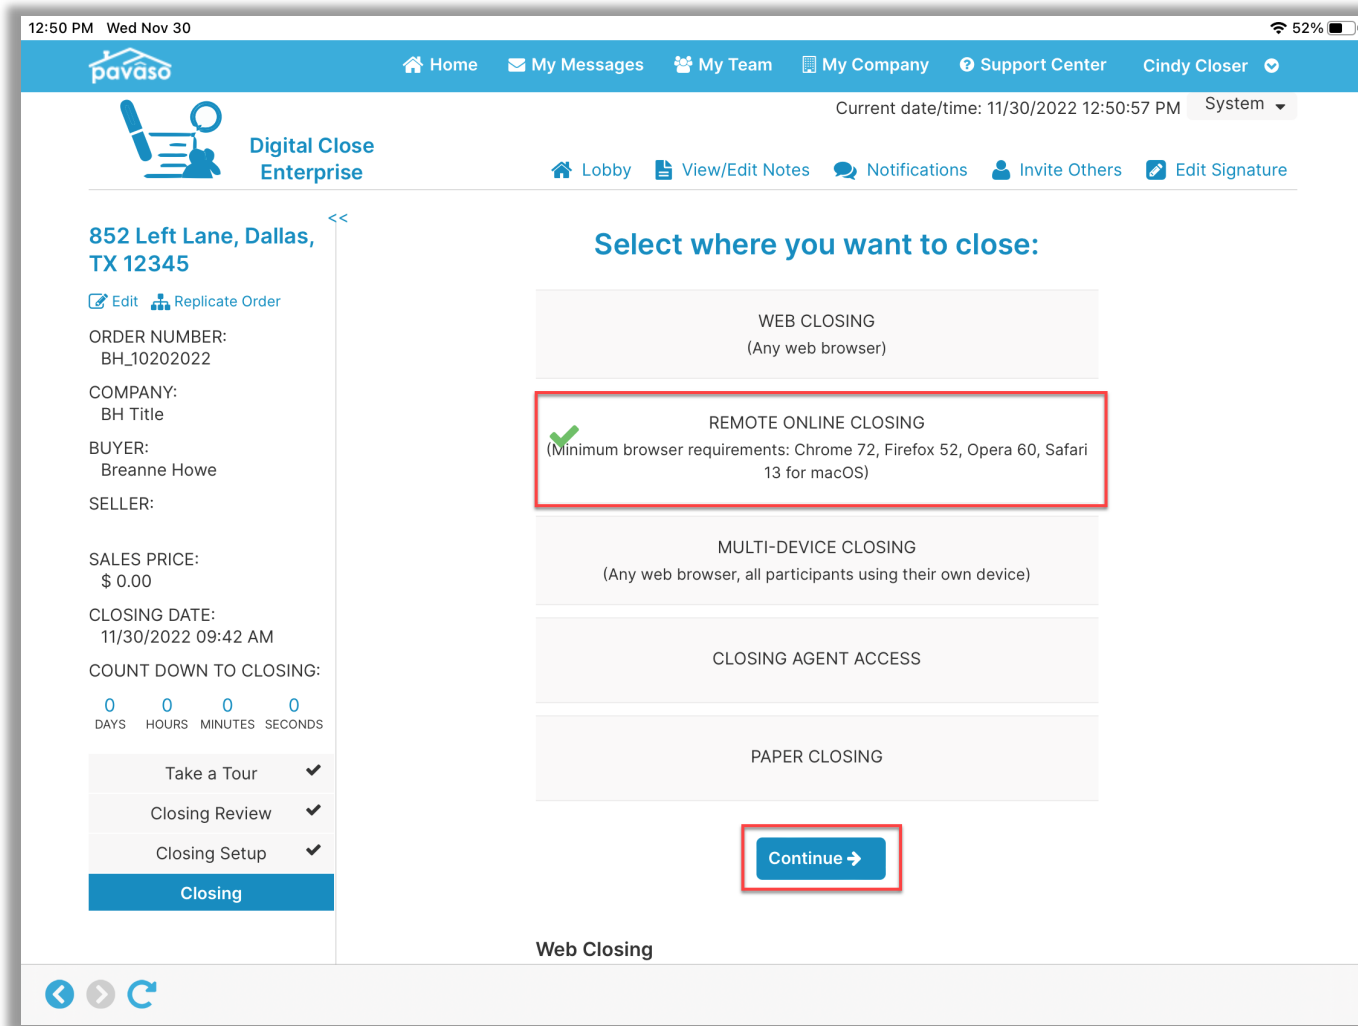 12:50 PM Wed Nov 30
52%
pavaso
Home My Messages My Team My Company Support Center Cindy Closer
Current date/time: 11/30/2022 12:50:57 PM System
Digital Close
Enterprise
Lobby View/Edit Notes Notifications Invite Others Edit Signature
<<
852 Left Lane, Dallas,
TX 12345
Edit Replicate Order
ORDER NUMBER:
BH_10202022
COMPANY:
BH Title
BUYER:
Breanne Howe
SELLER:
SALES PRICE:
$ 0.00
CLOSING DATE:
11/30/2022 09:42 AM
COUNT DOWN TO CLOSING:
0 0 0 0
DAYS HOURS MINUTES SECONDS
Take a Tour
Closing Review
Closing Setup
Closing
Select where you want to close:
WEB CLOSING
(Any web browser)
REMOTE ONLINE CLOSING
(Minimum browser requirements: Chrome 72, Firefox 52, Opera 60, Safari
13 for macOS)
MULTI-DEVICE CLOSING
(Any web browser, all participants using their own device)
CLOSING AGENT ACCESS
PAPER CLOSING
Continue
Web Closing